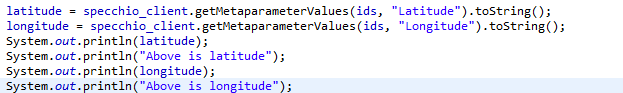 latitude = specchio_client.getMetaparameterValues(ids, "Latitude").toString();
longitude = specchio_client.getMetaparameterValues(ids, "Longitude").toString();
System.out.println(latitude);
System.out.println("Above is latitude");
System.out.println(longitude);
System.out.println("Above is longitude");